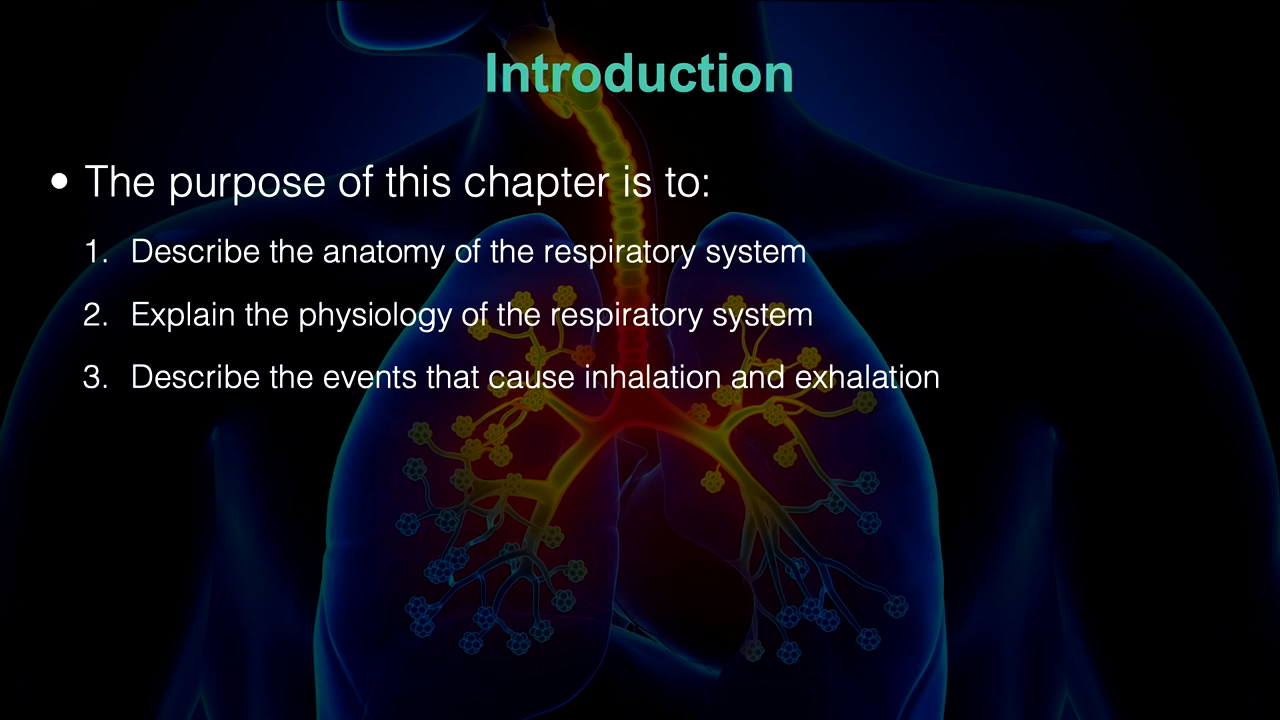 Introduction
• The purpose of this chapter is to:
1. Describe the anatomy of the respiratory system
2. Explain the physiology of the respiratory system
3. Describe the events that cause inhalation and exhalation